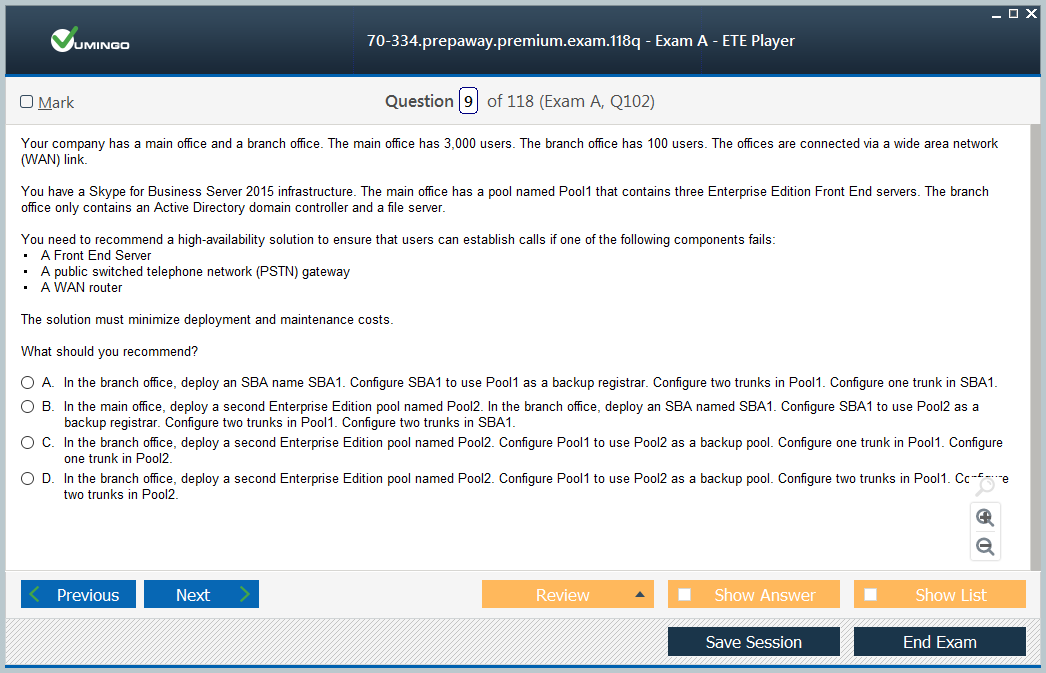 VUMINGO
70-334.prepaway.premium.exam.118q - Exam A - ETE Player
Mark
Question 9 of 118 (Exam A, Q102)
Your company has a main office and a branch office. The main office has 3,000 users. The branch office has 100 users. The offices are connected via a wide area network
(WAN) link.
You have a Skype for Business Server 2015 infrastructure. The main office has a pool named Pool1 that contains three Enterprise Edition Front End servers. The branch
office only contains an Active Directory domain controller and a file server.
You need to recommend a high-availability solution to ensure that users can establish calls if one of the following components fails:
• A Front End Server
• A public switched telephone network (PSTN) gateway
• A WAN router
The solution must minimize deployment and maintenance costs.
What should you recommend?
A. In the branch office, deploy an SBA name SBA1. Configure SBA1 to use Pool1 as a backup registrar. Configure two trunks in Pool1. Configure one trunk in SBA1.
B. In the main office, deploy a second Enterprise Edition pool named Pool2. In the branch office, deploy an SBA named SBA1. Configure SBA1 to use Pool2 as a
backup registrar. Configure two trunks in Pool1. Configure two trunks in SBA1.
C. In the branch office, deploy a second Enterprise Edition pool named Pool2. Configure Pool1 to use Pool2 as a backup pool. Configure one trunk in Pool1. Configure
one trunk in Pool2.
D. In the branch office, deploy a second Enterprise Edition pool named Pool2. Configure Pool1 to use Pool2 as a backup pool. Configure two trunks in Pool1. Configure
two trunks in Pool2.
Previous
Next
Review
Show Answer
Show List
Save Session
End Exam